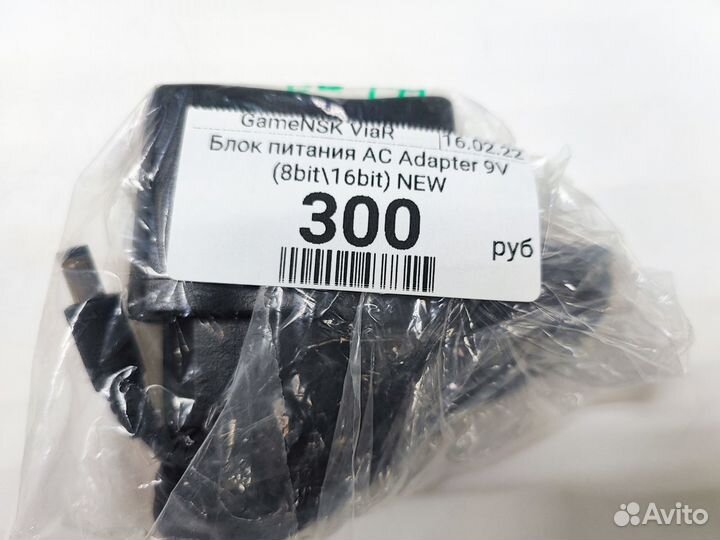 GameNSK ViaR 16.02.22
Блок питания AC Adapter 9V
(8bit\16bit) NEW
300 руб
Avito